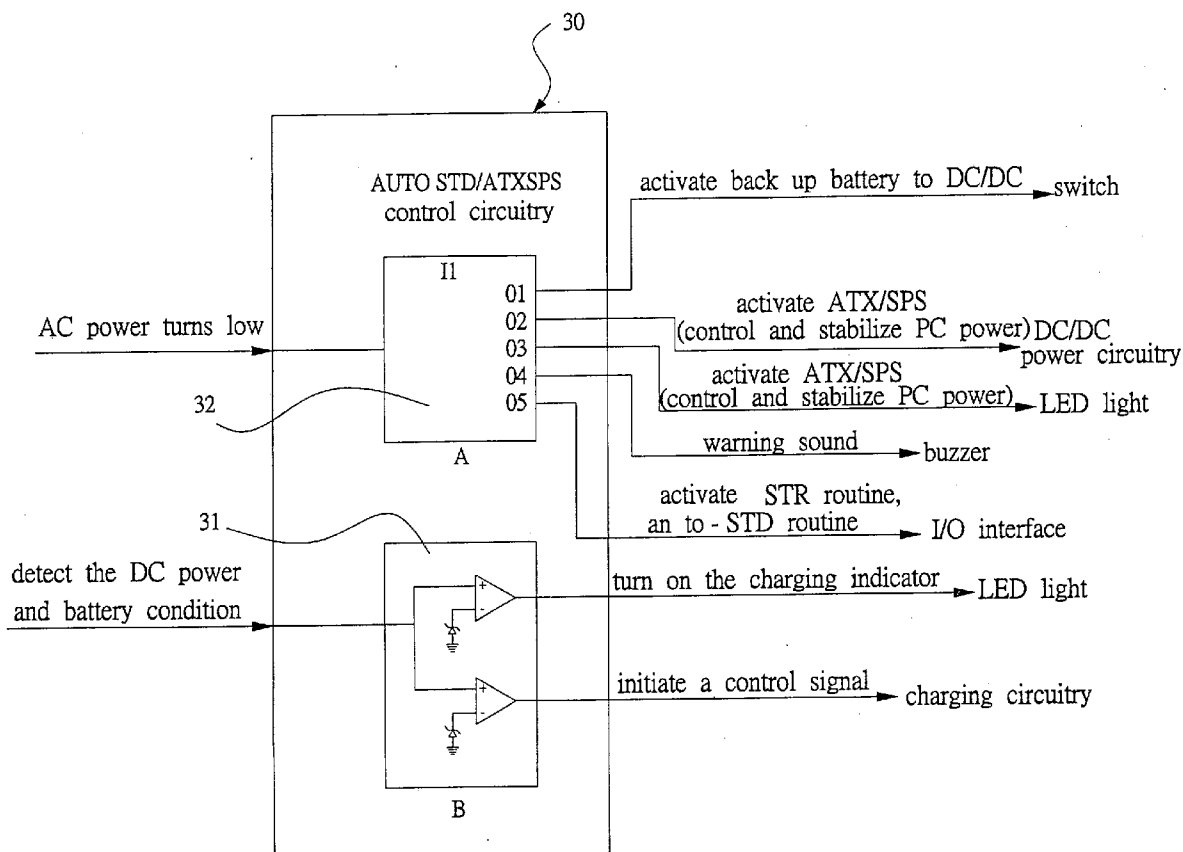 30
AUTO STD/ATXSPS
control circuitry
activate back up battery to DC/DC
switch
I1
01
02
03
04
05
AC power turns low
activate ATX/SPS
(control and stabilize PC power)
DC/DC
power circuitry
activate ATX/SPS
(control and stabilize PC power)
LED light
32
A
warning sound
buzzer
activate STR routine,
an to - STD routine
I/O interface
31
detect the DC power
and battery condition
+
-
turn on the charging indicator
LED light
+
-
initiate a control signal
charging circuitry
B